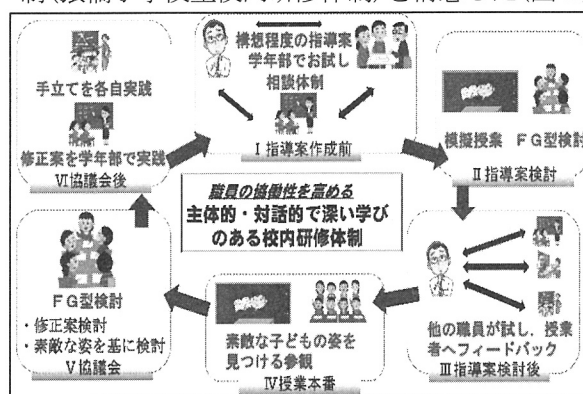 構想程度の指導案
学年部でお試し
相談体制
Ⅰ指導案作成前
模擬授業 FG型検討
Ⅱ指導案検討
他の職員が試し，授業
者へフィードバック
Ⅲ指導案検討後
素敵な子どもの姿を
見つける参観
Ⅳ授業本番
FG型検討
・修正案検討
・素敵な姿を基に検討
Ⅴ協議会
手立てを各自実践
修正案を学年部で実践
Ⅵ協議会後
職員の協働性を高める
主体的・対話的で深い学び
のある校内研修体制